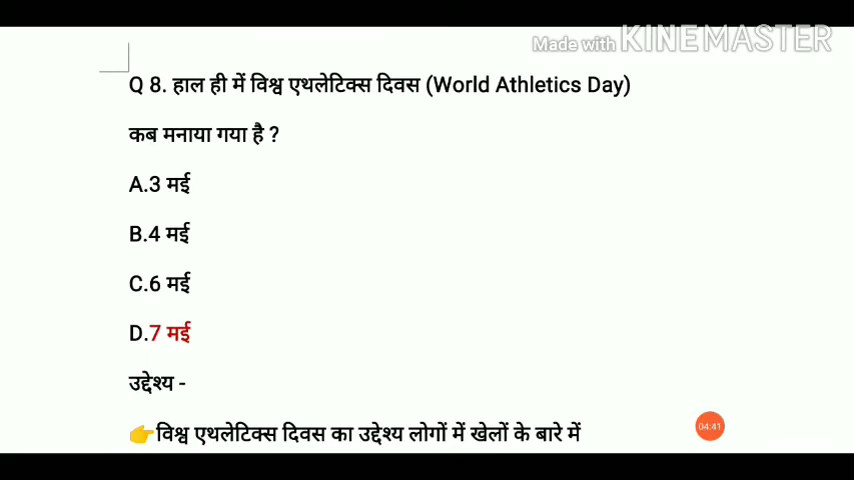 Made with KINEMASTER
Q 8. हाल ही में विश्व एथलेटिक्स दिवस (World Athletics Day)
कब मनाया गया है ?
A.3 मई
B.4 मई
C.6 मई
D.7 मई
उद्देश्य -
👉विश्व एथलेटिक्स दिवस का उद्देश्य लोगों में खेलों के बारे में
04:41